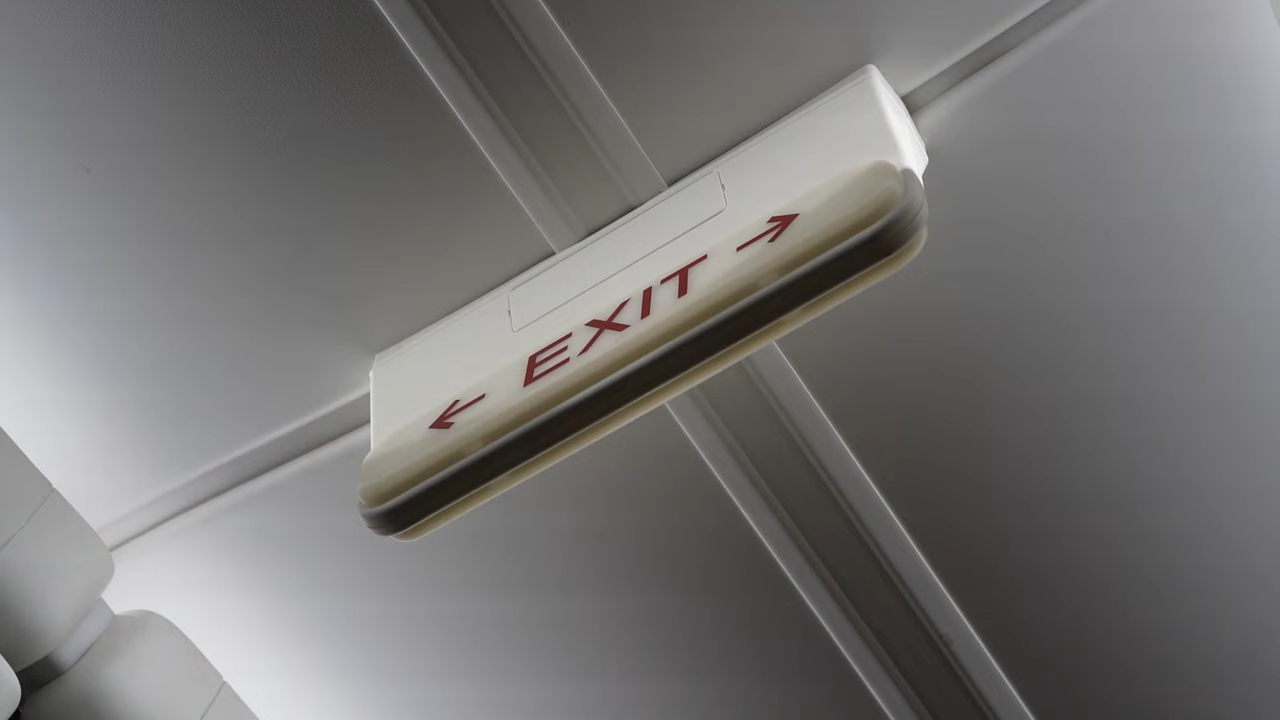 ← EXIT →